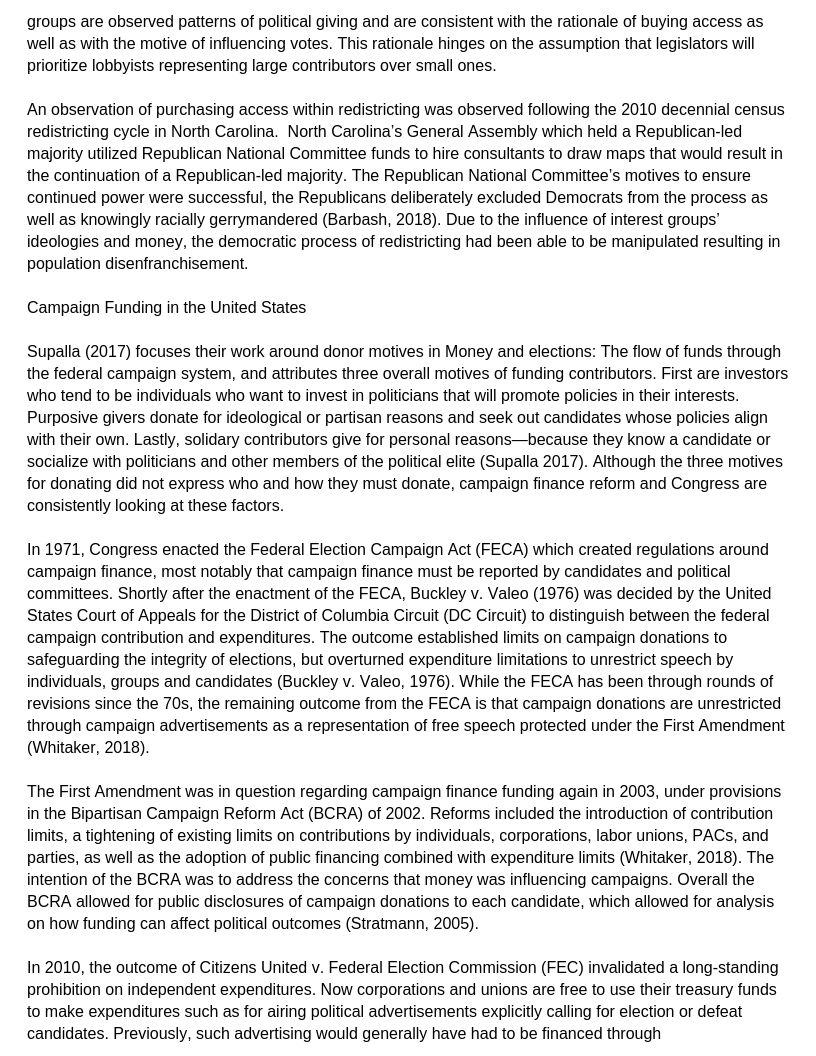 groups are observed patterns of political giving and are consistent with the rationale of buying access as
well as with the motive of influencing votes. This rationale hinges on the assumption that legislators will
prioritize lobbyists representing large contributors over small ones.
An observation of purchasing access within redistricting was observed following the 2010 decennial census
redistricting cycle in North Carolina.  North Carolina’s General Assembly which held a Republican-led
majority utilized Republican National Committee funds to hire consultants to draw maps that would result in
the continuation of a Republican-led majority. The Republican National Committee’s motives to ensure
continued power were successful, the Republicans deliberately excluded Democrats from the process as
well as knowingly racially gerrymandered (Barbash, 2018). Due to the influence of interest groups’
ideologies and money, the democratic process of redistricting had been able to be manipulated resulting in
population disenfranchisement.
Campaign Funding in the United States
Supalla (2017) focuses their work around donor motives in Money and elections: The flow of funds through
the federal campaign system, and attributes three overall motives of funding contributors. First are investors
who tend to be individuals who want to invest in politicians that will promote policies in their interests.
Purposive givers donate for ideological or partisan reasons and seek out candidates whose policies align
with their own. Lastly, solidary contributors give for personal reasons—because they know a candidate or
socialize with politicians and other members of the political elite (Supalla 2017). Although the three motives
for donating did not express who and how they must donate, campaign finance reform and Congress are
consistently looking at these factors.
In 1971, Congress enacted the Federal Election Campaign Act (FECA) which created regulations around
campaign finance, most notably that campaign finance must be reported by candidates and political
committees. Shortly after the enactment of the FECA, Buckley v. Valeo (1976) was decided by the United
States Court of Appeals for the District of Columbia Circuit (DC Circuit) to distinguish between the federal
campaign contribution and expenditures. The outcome established limits on campaign donations to
safeguarding the integrity of elections, but overturned expenditure limitations to unrestrict speech by
individuals, groups and candidates (Buckley v. Valeo, 1976). While the FECA has been through rounds of
revisions since the 70s, the remaining outcome from the FECA is that campaign donations are unrestricted
through campaign advertisements as a representation of free speech protected under the First Amendment
(Whitaker, 2018).
The First Amendment was in question regarding campaign finance funding again in 2003, under provisions
in the Bipartisan Campaign Reform Act (BCRA) of 2002. Reforms included the introduction of contribution
limits, a tightening of existing limits on contributions by individuals, corporations, labor unions, PACs, and
parties, as well as the adoption of public financing combined with expenditure limits (Whitaker, 2018). The
intention of the BCRA was to address the concerns that money was influencing campaigns. Overall the
BCRA allowed for public disclosures of campaign donations to each candidate, which allowed for analysis
on how funding can affect political outcomes (Stratmann, 2005).
In 2010, the outcome of Citizens United v. Federal Election Commission (FEC) invalidated a long-standing
prohibition on independent expenditures. Now corporations and unions are free to use their treasury funds
to make expenditures such as for airing political advertisements explicitly calling for election or defeat
candidates. Previously, such advertising would generally have had to be financed through